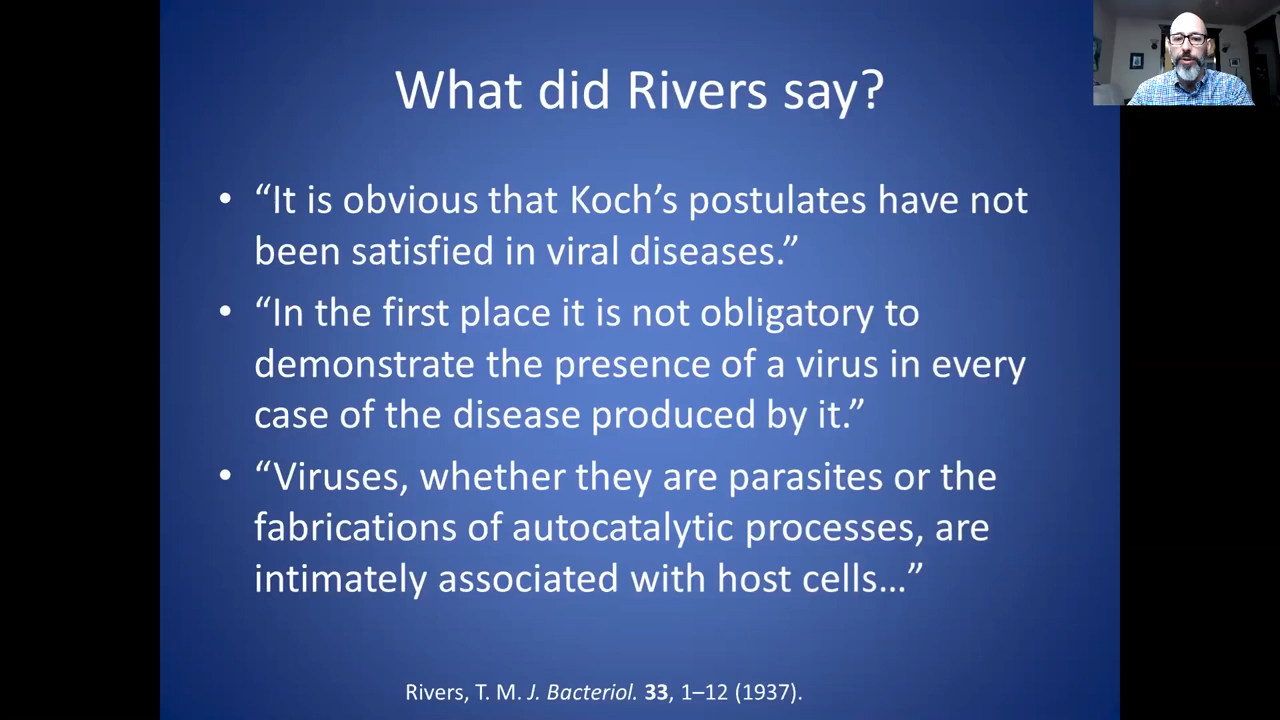 What did Rivers say?
• “It is obvious that Koch’s postulates have not
been satisfied in viral diseases.”
• “In the first place it is not obligatory to
demonstrate the presence of a virus in every
case of the disease produced by it.”
• “Viruses, whether they are parasites or the
fabrications of autocatalytic processes, are
intimately associated with host cells…”
Rivers, T. M. J. Bacteriol. 33, 1–12 (1937).